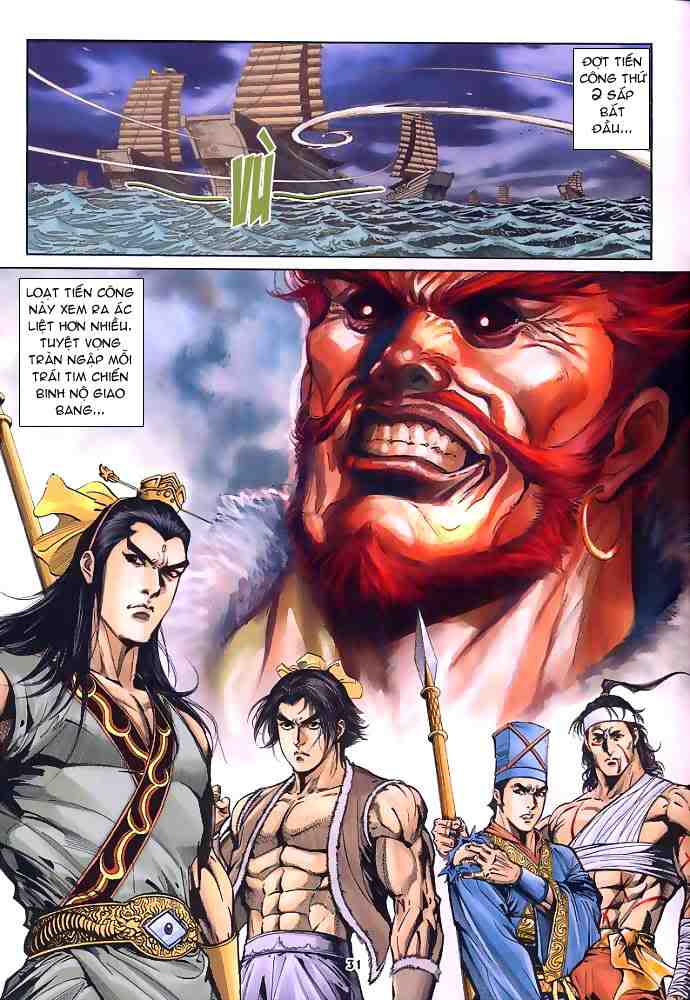 ĐỢT TIẾN
CÔNG THỨ
2 SẮP
BẮT
ĐẦU...
VÙ
LOẠT TIẾN CÔNG
NÀY XEM RA ÁC
LIỆT HƠN NHIỀU.
TUYỆT VỌNG
TRÀN NGẬP MỖI
TRÁI TIM CHIẾN
BINH NỘ GIAO
BANG...
31